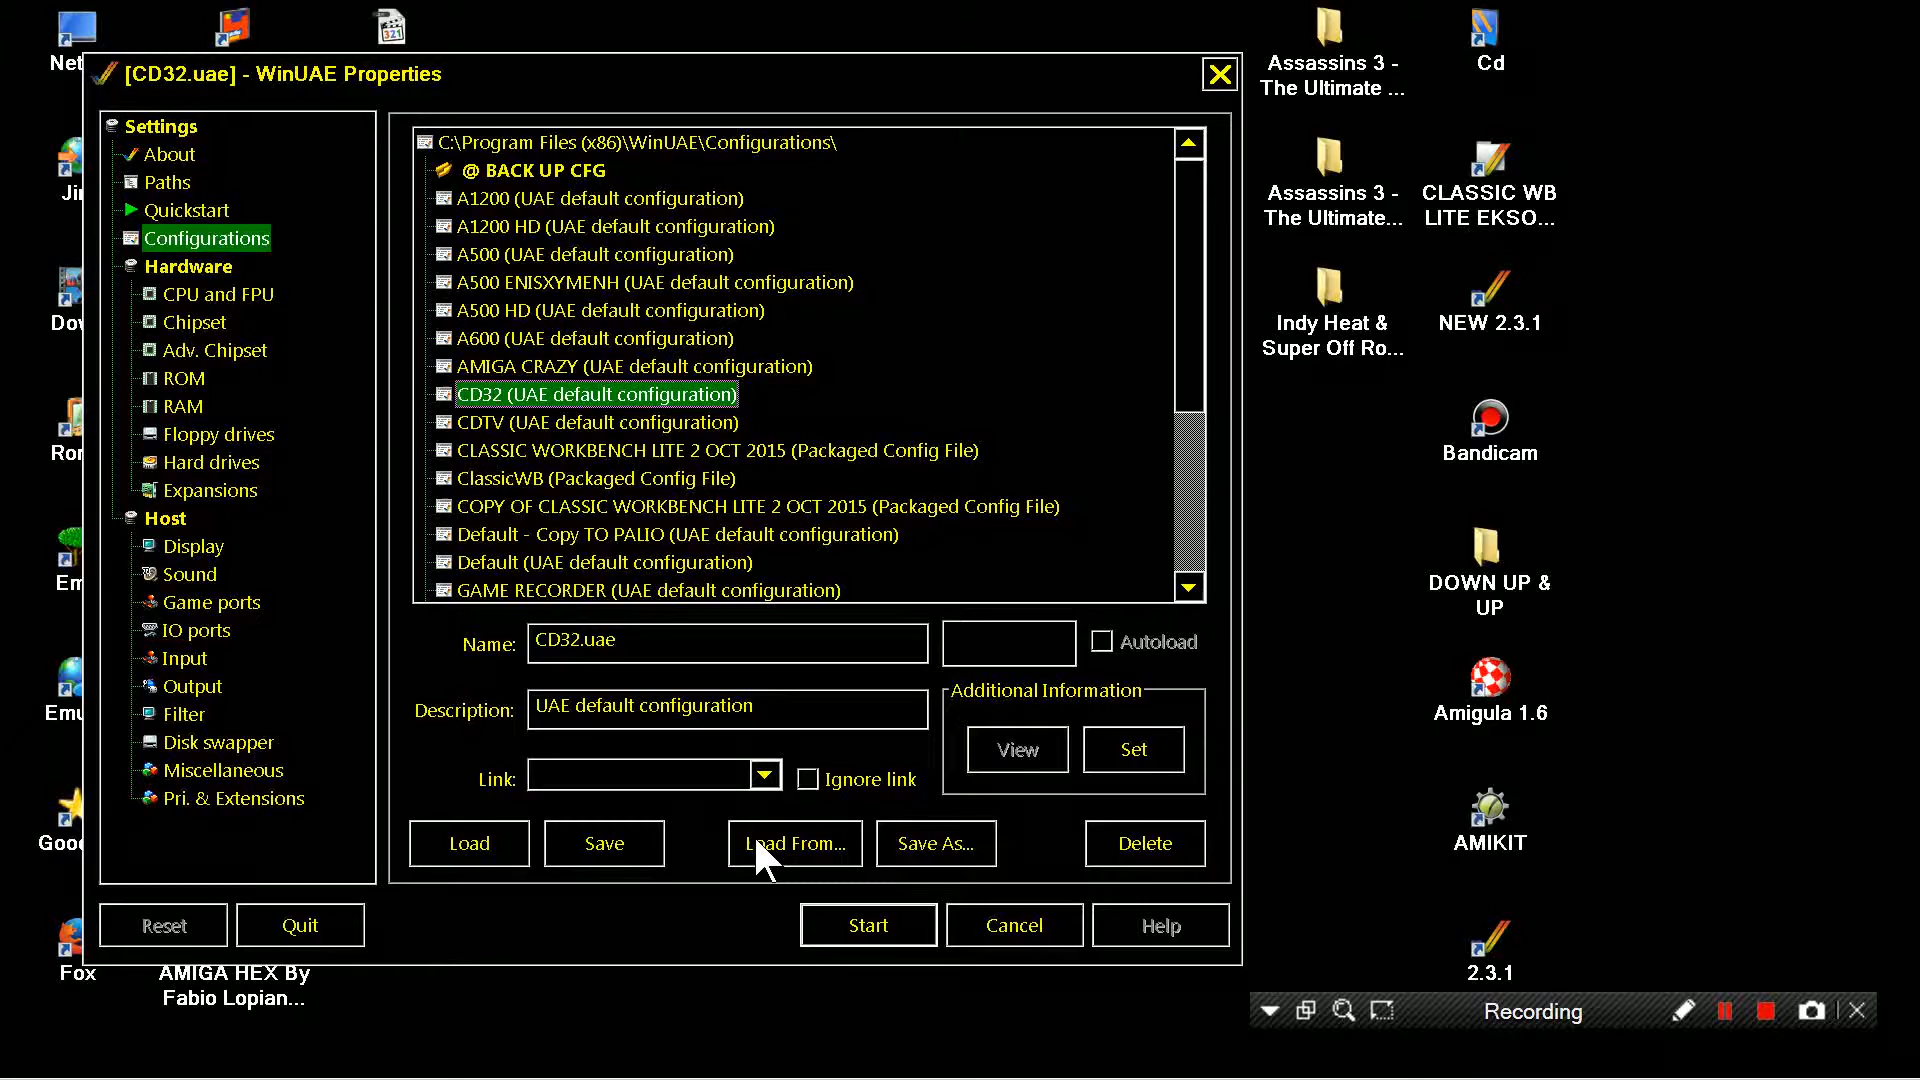 [CD32.uae] - WinUAE Properties
Settings
About
Paths
Quickstart
Configurations
Hardware
CPU and FPU
Chipset
Adv. Chipset
ROM
RAM
Floppy drives
Hard drives
Expansions
Host
Display
Sound
Game ports
IO ports
Input
Output
Filter
Disk swapper
Miscellaneous
Pri. & Extensions
C:\Program Files (x86)\WinUAE\Configurations\
@ BACK UP CFG
A1200 (UAE default configuration)
A1200 HD (UAE default configuration)
A500 (UAE default configuration)
A500 ENISXYMENH (UAE default configuration)
A500 HD (UAE default configuration)
A600 (UAE default configuration)
AMIGA CRAZY (UAE default configuration)
CD32 (UAE default configuration)
CDTV (UAE default configuration)
CLASSIC WORKBENCH LITE 2 OCT 2015 (Packaged Config File)
ClassicWB (Packaged Config File)
COPY OF CLASSIC WORKBENCH LITE 2 OCT 2015 (Packaged Config File)
Default - Copy TO PALIO (UAE default configuration)
Default (UAE default configuration)
GAME RECORDER (UAE default configuration)
Name: CD32.uae
Autoload
Description: UAE default configuration
Additional Information
View Set
Link:
Ignore link
Load Save Load From... Save As... Delete
Reset Quit Start Cancel Help
Net
Jin
Dov
Ror
Em
Emu
Goo
Fox
321
AMIGA HEX By
Fabio Lopian...
Assassins 3 -
The Ultimate ...
Assassins 3 -
The Ultimate...
Indy Heat &
Super Off Ro...
Cd
CLASSIC WB
LITE EKSO...
NEW 2.3.1
Bandicam
DOWN UP &
UP
Amigula 1.6
AMIKIT
2.3.1
Recording